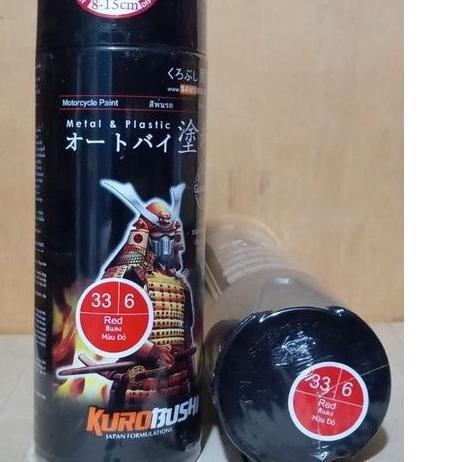 8-15cm
くろぶし
www.SAMU
Motorcycle Paint
สีพ่นรถ
Metal & Plastic
オートバイ 塗
33 6
Red
สีแดง
Màu Đỏ
KUROBUSHI
JAPAN FORMULATIONS
33 6
Red
สีแดง
Màu Đỏ